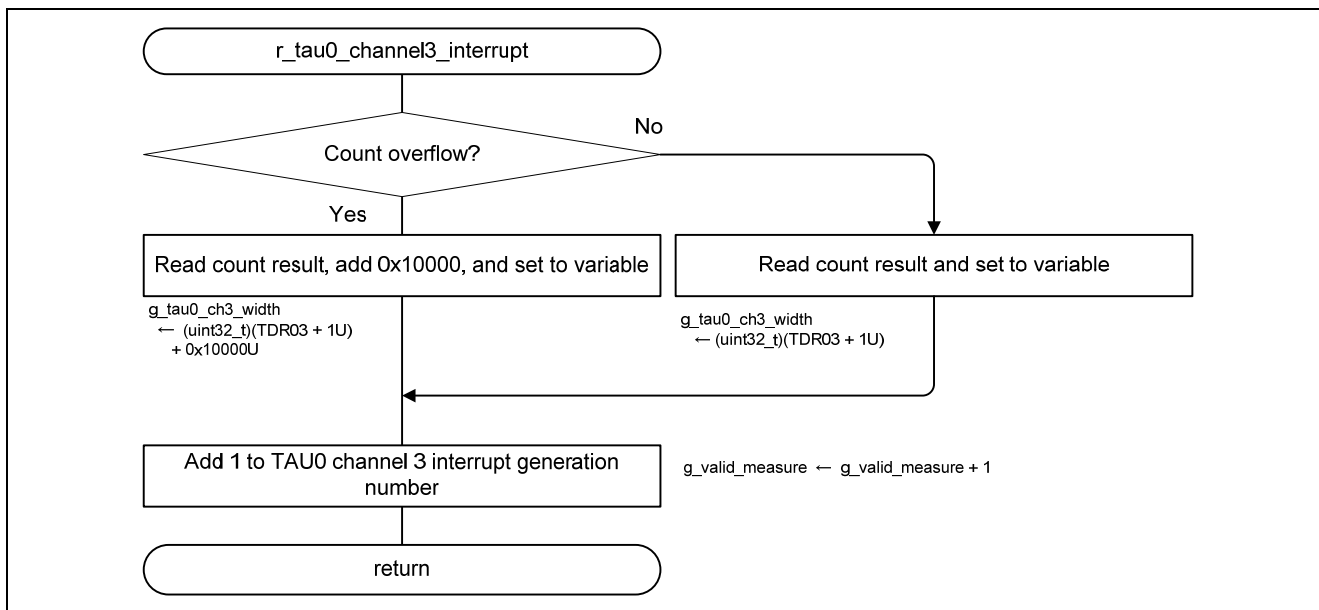 r_tau0_channel3_interrupt
No
Count overflow?
Yes
Read count result, add 0x10000, and set to variable
Read count result and set to variable
g_tau0_ch3_width
← (uint32_t)(TDR03 + 1U)
+ 0x10000U
g_tau0_ch3_width
← (uint32_t)(TDR03 + 1U)
Add 1 to TAU0 channel 3 interrupt generation
number
g_valid_measure ← g_valid_measure + 1
return